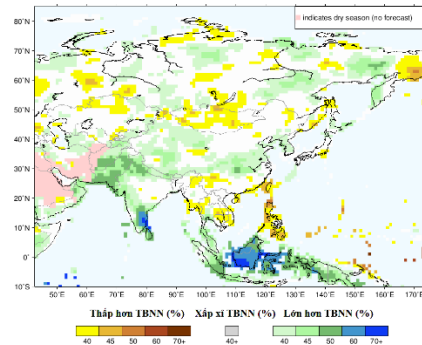 80°N
indicates dry season (no forecast)
70°N
60°N
50°N
40°N
30°N
20°N
10°N
0°
10°S
50°E 60°E 70°E 80°E 90°E 100°E 110°E 120°E 130°E 140°E 150°E 160°E 170°E
Thấp hơn TBNN (%) Xấp xỉ TBNN (%) Lớn hơn TBNN (%)
40 45 50 60 70+ 40+ 40 45 50 60 70+